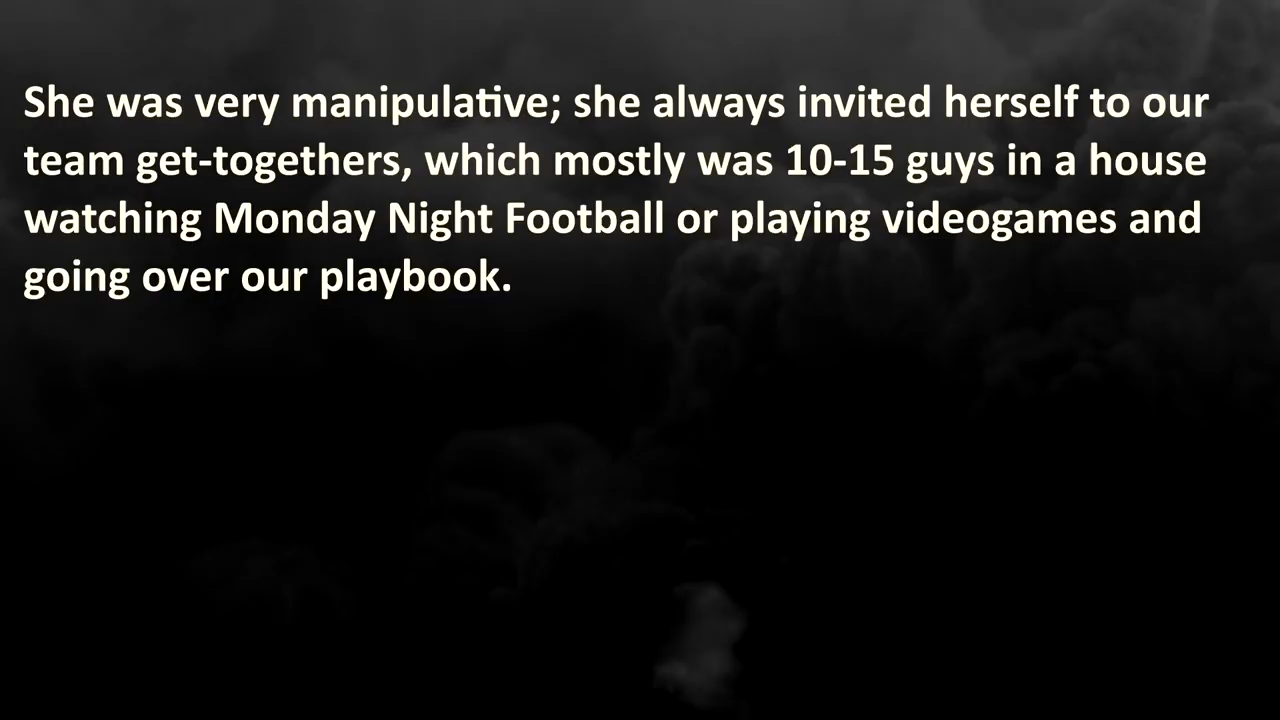 She was very manipulative; she always invited herself to our
team get-togethers, which mostly was 10-15 guys in a house
watching Monday Night Football or playing videogames and
going over our playbook.